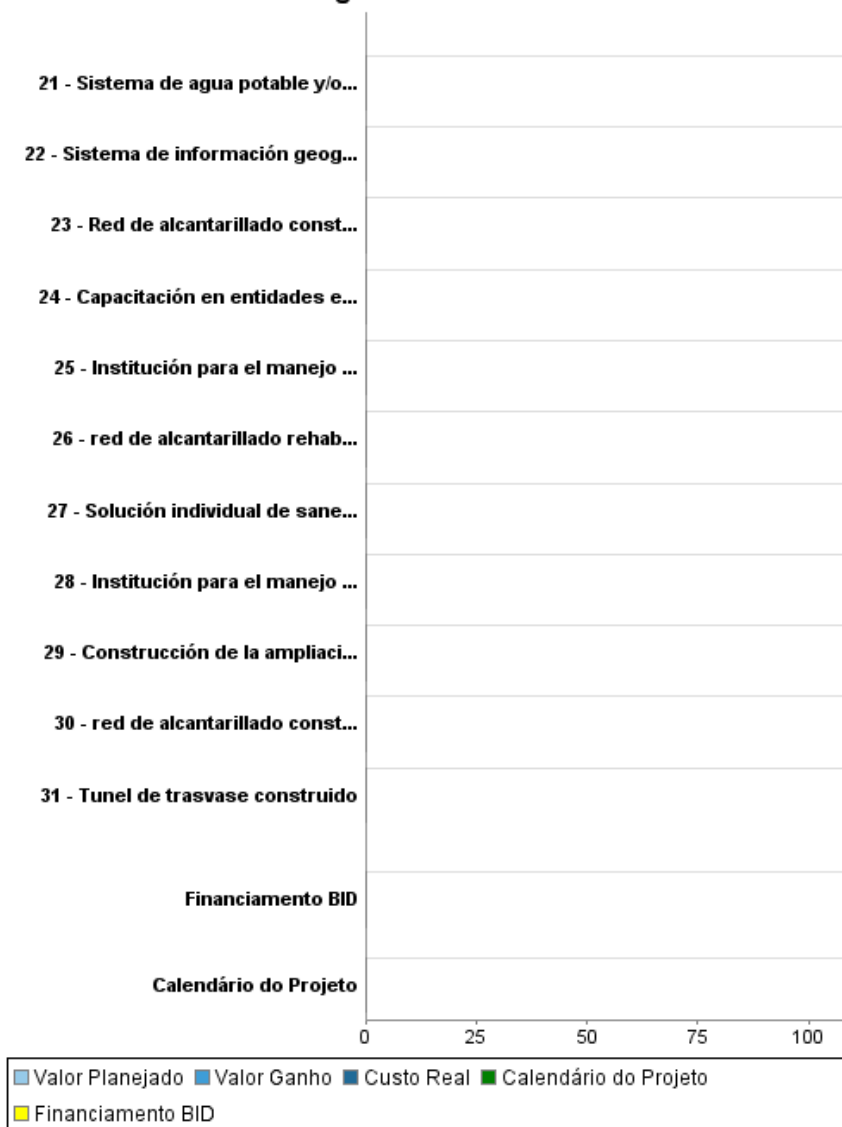 21 - Sistema de agua potable y/o...
22 - Sistema de información geog...
23 - Red de alcantarillado const...
24 - Capacitación en entidades e...
25 - Institución para el manejo ...
26 - red de alcantarillado rehab...
27 - Solución individual de sane...
28 - Institución para el manejo ...
29 - Construcción de la ampliaci...
30 - red de alcantarillado const...
31 - Tunel de trasvase construido
Financiamento BID
Calendário do Projeto
0 25 50 75 100
Valor Planejado Valor Ganho Custo Real Calendário do Projeto
Financiamento BID